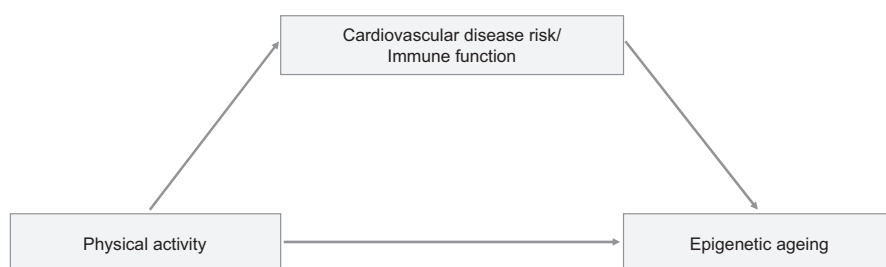 Cardiovascular disease risk/
Immune function
Physical activity
Epigenetic ageing